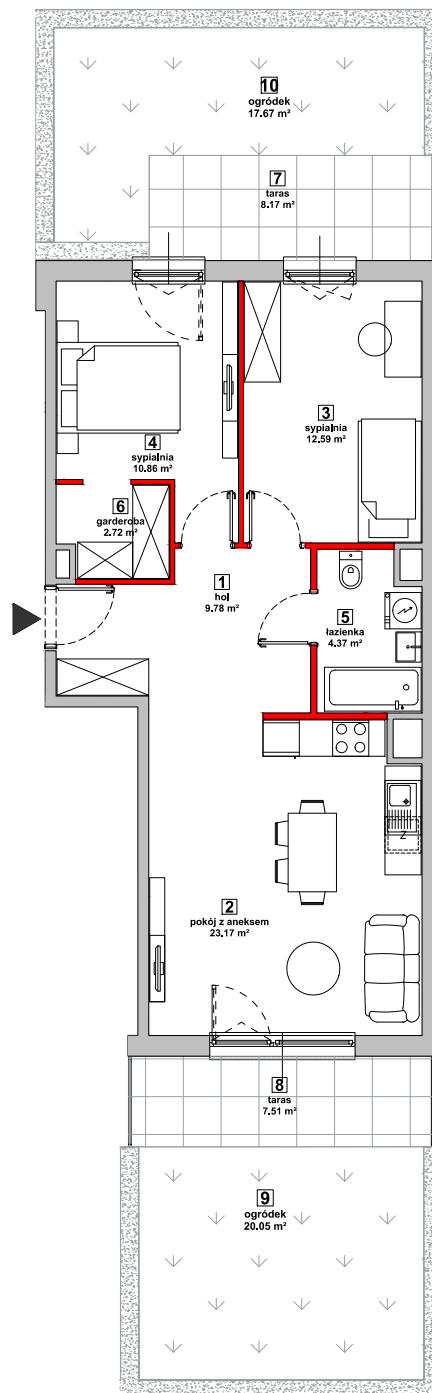 10
ogródek
17.67 m²
7
taras
8.17 m²
3
sypialnia
12.59 m²
4
sypialnia
10.86 m²
6
garderoba
2.72 m²
1
hol
9.78 m²
5
łazienka
4.37 m²
2
pokój z aneksem
23.17 m²
Z
8
taras
7.51 m²
9
ogródek
20.05 m²